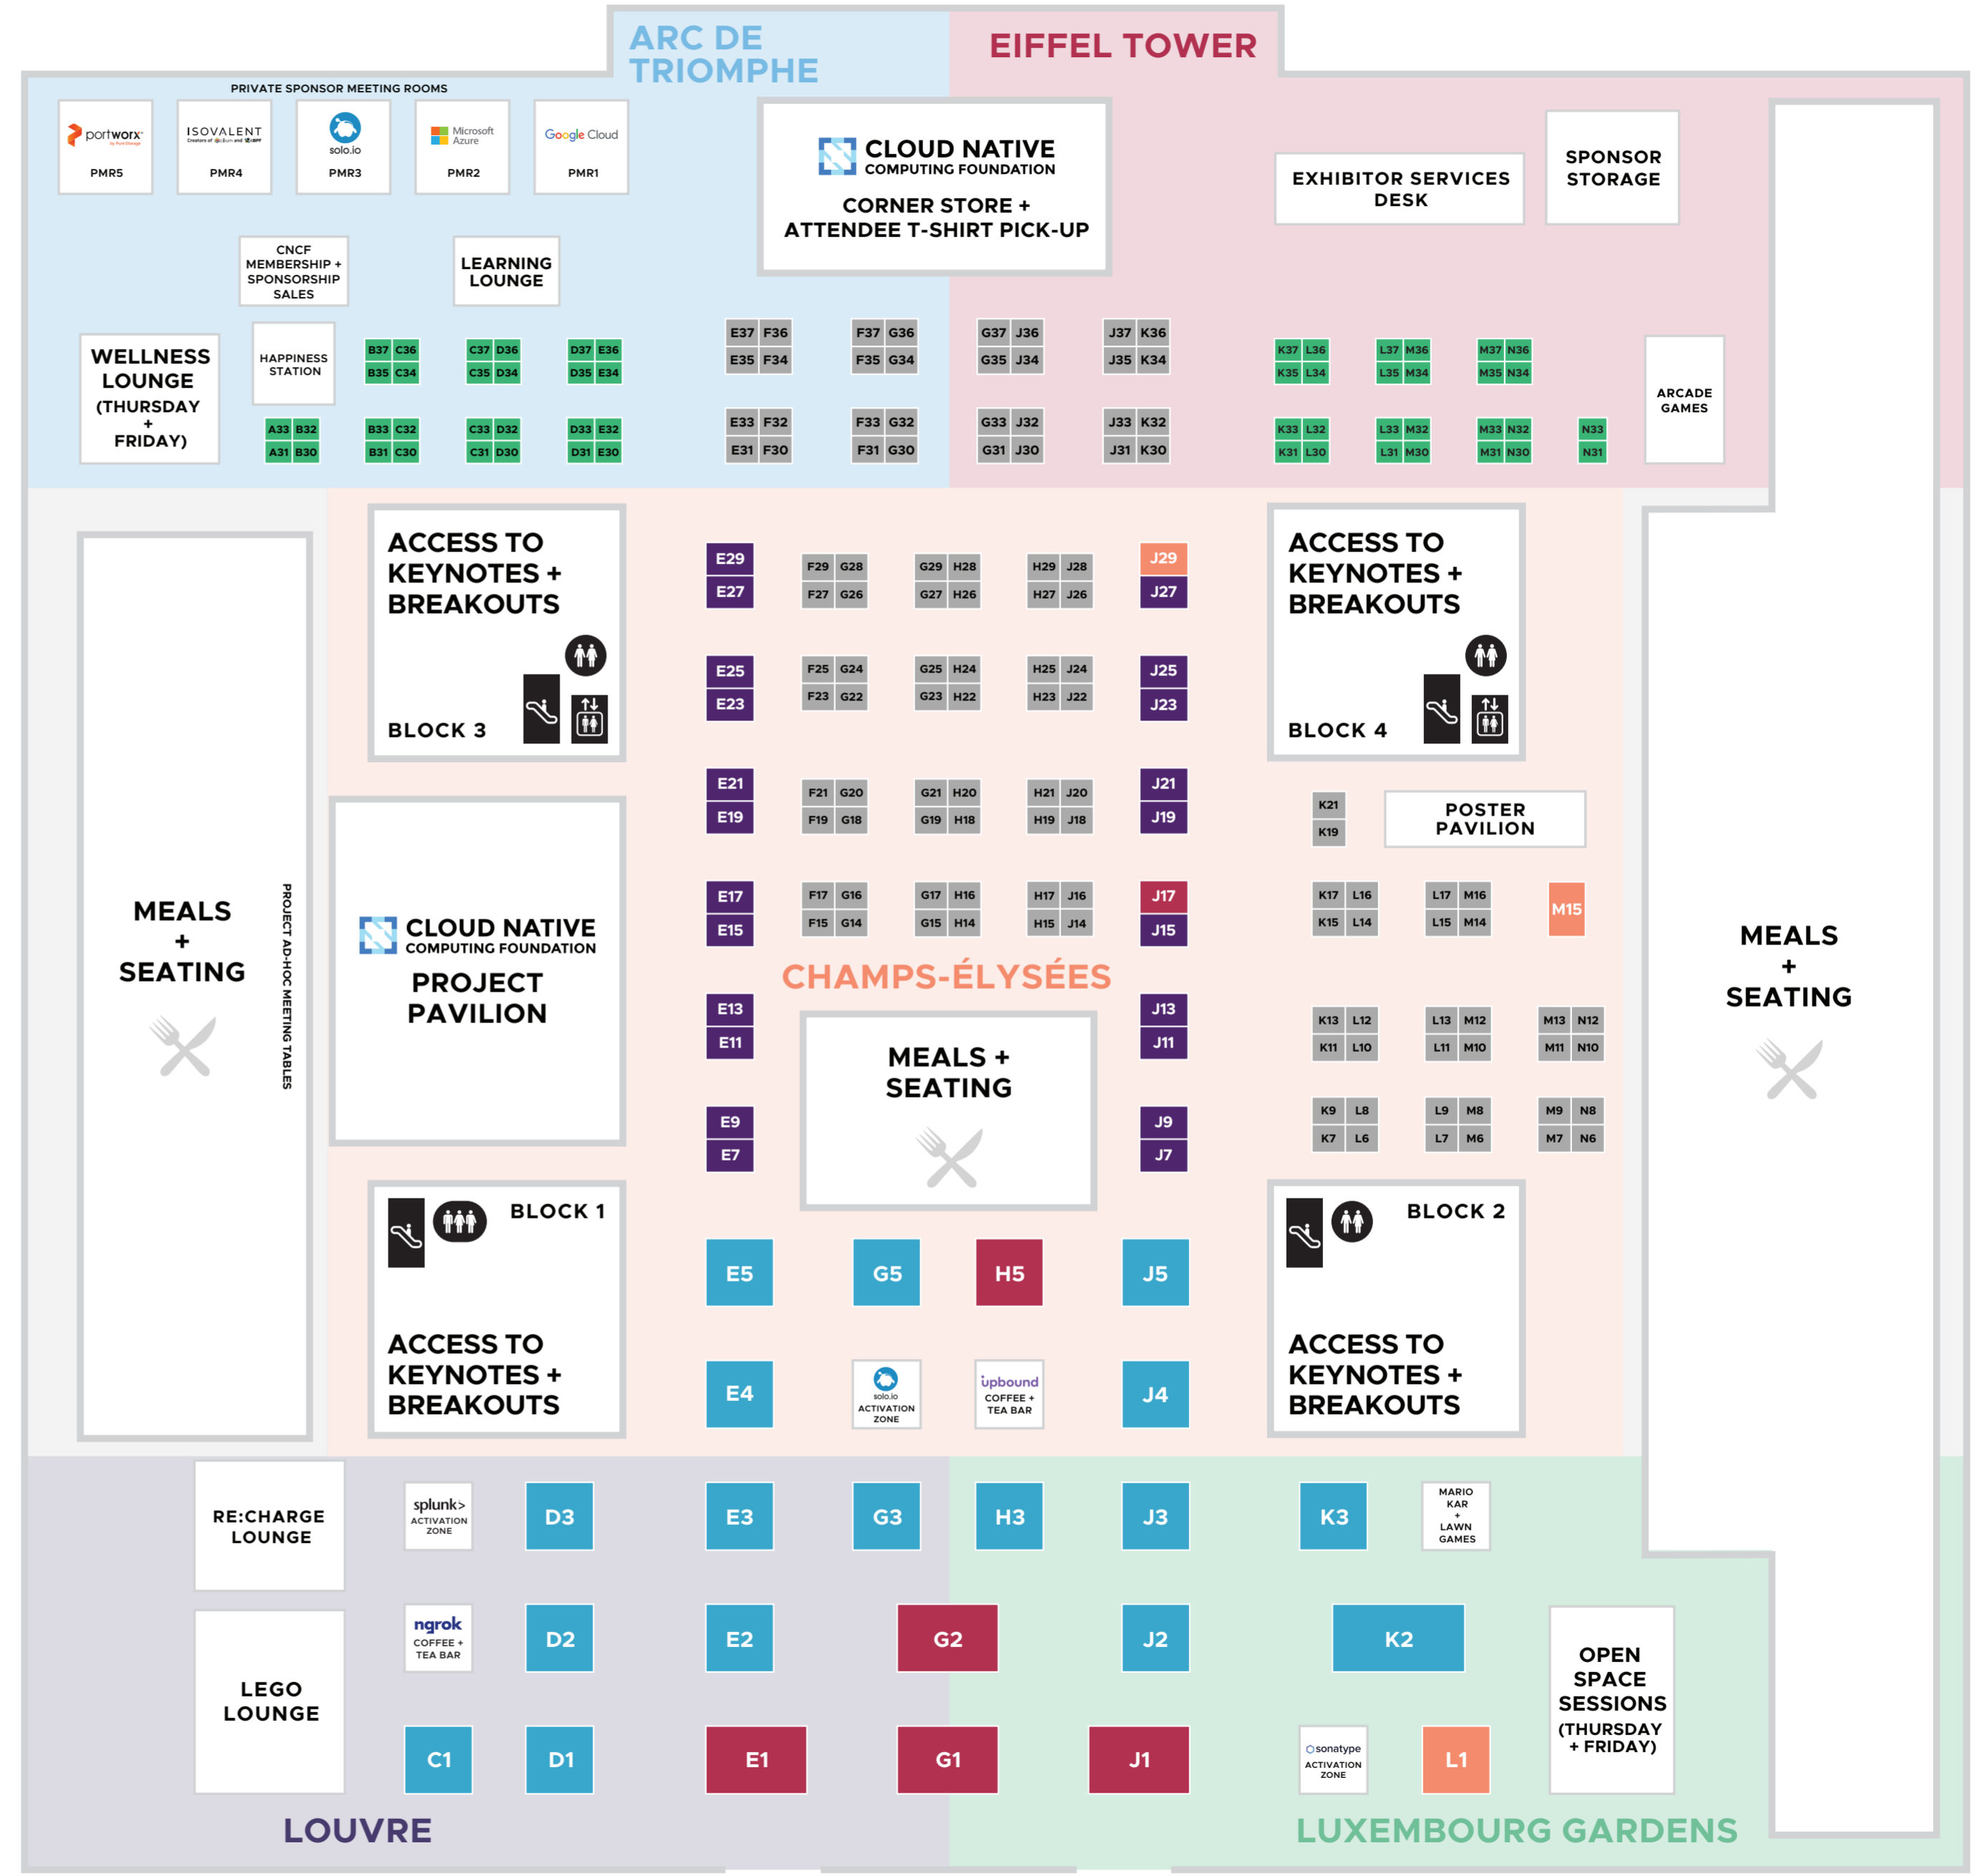 ARC DE
TRIOMPHE
EIFFEL TOWER
PRIVATE SPONSOR MEETING ROOMS
portworx
by Pure Storage
PMR5
ISOVALENT
Creators of cilium and eBPF
PMR4
solo.io
PMR3
Microsoft
Azure
PMR2
Google Cloud
PMR1
CLOUD NATIVE
COMPUTING FOUNDATION
CORNER STORE +
ATTENDEE T-SHIRT PICK-UP
EXHIBITOR SERVICES
DESK
SPONSOR
STORAGE
CNCF
MEMBERSHIP +
SPONSORSHIP
SALES
LEARNING
LOUNGE
WELLNESS
LOUNGE
(THURSDAY
+
FRIDAY)
HAPPINESS
STATION
B37 C36
B35 C34
C37 D36
C35 D34
D37 E36
D35 E34
A33 B32
A31 B30
B33 C32
B31 C30
C33 D32
C31 D30
D33 E32
D31 E30
E37 F36
E35 F34
F37 G36
F35 G34
G37 J36
G35 J34
J37 K36
J35 K34
E33 F32
E31 F30
F33 G32
F31 G30
G33 J32
G31 J30
J33 K32
J31 K30
K37 L36
K35 L34
L37 M36
L35 M34
M37 N36
M35 N34
K33 L32
K31 L30
L33 M32
L31 M30
M33 N32
M31 N30
N33
N31
ARCADE
GAMES
MEALS
+
SEATING
PROJECT AD-HOC MEETING TABLES
ACCESS TO
KEYNOTES +
BREAKOUTS
BLOCK 3
E29
E27
F29 G28
F27 G26
G29 H28
G27 H26
H29 J28
H27 J26
J29
J27
E25
E23
F25 G24
F23 G22
G25 H24
G23 H22
H25 J24
H23 J22
J25
J23
ACCESS TO
KEYNOTES +
BREAKOUTS
BLOCK 4
E21
E19
F21 G20
F19 G18
G21 H20
G19 H18
H21 J20
H19 J18
J21
J19
K21
K19
POSTER
PAVILION
CLOUD NATIVE
COMPUTING FOUNDATION
PROJECT
PAVILION
E17
E15
F17 G16
F15 G14
G17 H16
G15 H14
H17 J16
H15 J14
J17
J15
K17 L16
K15 L14
L17 M16
L15 M14
M15
CHAMPS-ÉLYSÉES
E13
E11
MEALS +
SEATING
J13
J11
K13 L12
K11 L10
L13 M12
L11 M10
M13 N12
M11 N10
E9
E7
J9
J7
K9 L8
K7 L6
L9 M8
L7 M6
M9 N8
M7 N6
MEALS
+
SEATING
BLOCK 1
ACCESS TO
KEYNOTES +
BREAKOUTS
E5
G5
H5
J5
E4
solo.io
ACTIVATION
ZONE
upbound
COFFEE +
TEA BAR
J4
BLOCK 2
ACCESS TO
KEYNOTES +
BREAKOUTS
RE:CHARGE
LOUNGE
splunk>
ACTIVATION
ZONE
D3
E3
G3
H3
J3
K3
MARIO
KAR
+
LAWN
GAMES
LEGO
LOUNGE
ngrok
COFFEE +
TEA BAR
D2
E2
G2
J2
K2
OPEN
SPACE
SESSIONS
(THURSDAY
+ FRIDAY)
C1
D1
E1
G1
J1
sonatype
ACTIVATION
ZONE
L1
LOUVRE
LUXEMBOURG GARDENS